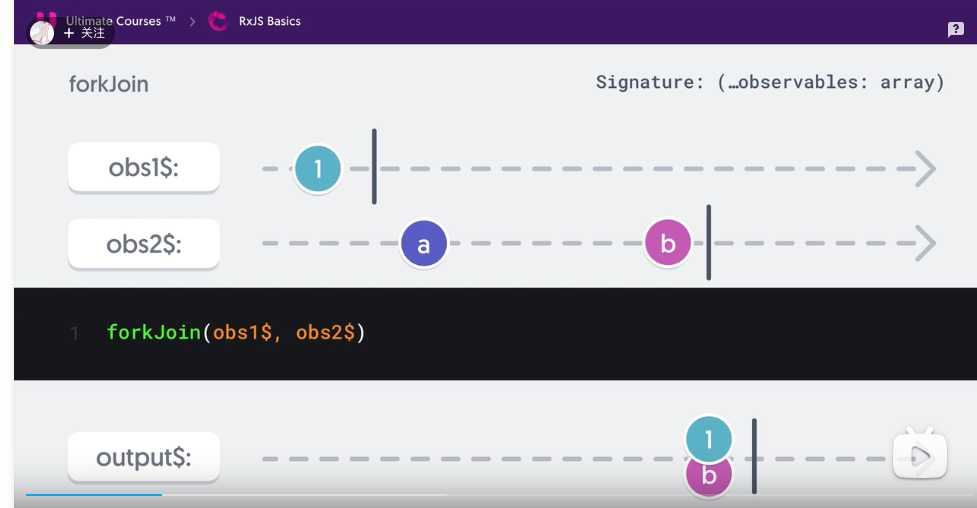 Ultimate Courses ™ > RxJS Basics
+ 关注
?
forkJoin
Signature: (…observables: array)
obs1$:
1
obs2$:
a
b
1 forkJoin(obs1$, obs2$)
output$:
1
b